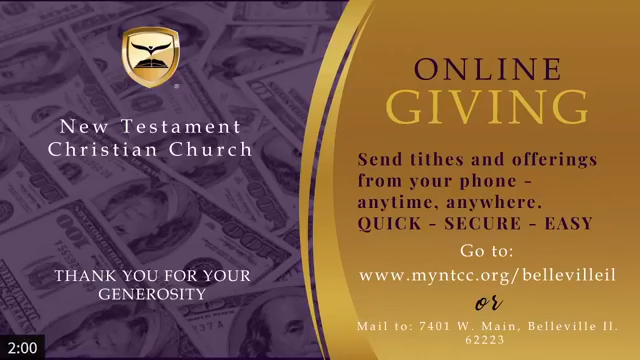 New Testament
Christian Church
THANK YOU FOR YOUR
GENEROSITY
2:00
ONLINE
GIVING
Send tithes and offerings
from your phone -
anytime, anywhere.
QUICK - SECURE - EASY
Go to:
www.myntcc.org/bellevilleil
or
Mail to: 7401 W. Main, Belleville Il.
62223